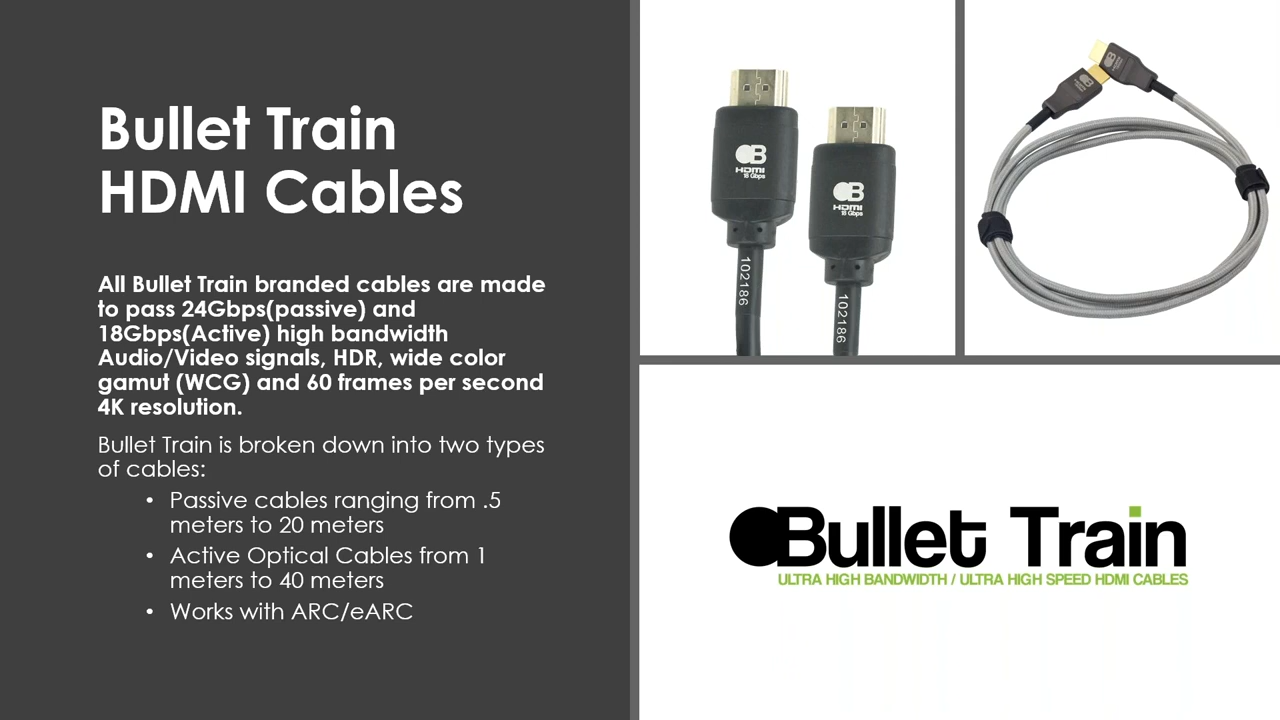 Bullet Train
HDMI Cables
All Bullet Train branded cables are made
to pass 24Gbps(passive) and
18Gbps(Active) high bandwidth
Audio/Video signals, HDR, wide color
gamut (WCG) and 60 frames per second
4K resolution.
Bullet Train is broken down into two types
of cables:
• Passive cables ranging from .5
meters to 20 meters
• Active Optical Cables from 1
meters to 40 meters
• Works with ARC/eARC
B
HDMI
18 Gbps
102186
B
HDMI
18 Gbps
102186
Bullet Train
ULTRA HIGH BANDWIDTH / ULTRA HIGH SPEED HDMI CABLES